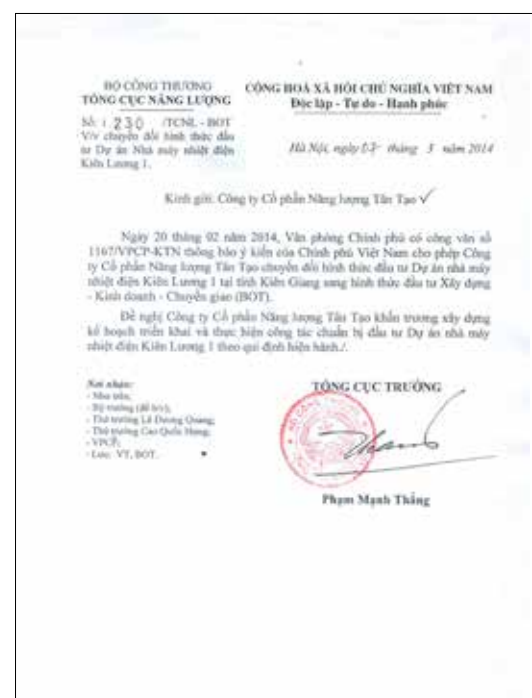 BỘ CÔNG THƯƠNG
TỔNG CỤC NĂNG LƯỢNG
CỘNG HOÀ XÃ HỘI CHỦ NGHĨA VIỆT NAM
Độc lập - Tự do - Hạnh phúc
Số: 1230 /TCNL - BOT
V/v chuyển đổi hình thức đầu
tư Dự án Nhà máy nhiệt điện
Kiên Lương 1.
Hà Nội, ngày tháng 3 năm 2014
Kính gửi: Công ty Cổ phần Năng lượng Tân Tạo ✓
Ngày 20 tháng 02 năm 2014, Văn phòng Chính phủ có công văn số
1167/VPCP-KTN thông báo ý kiến của Chính phủ Việt Nam cho phép Công
ty Cổ phần Năng lượng Tân Tạo chuyển đổi hình thức đầu tư Dự án nhà máy
nhiệt điện Kiên Lương 1 tại tỉnh Kiên Giang sang hình thức đầu tư Xây dựng
- Kinh doanh - Chuyển giao (BOT).
Đề nghị Công ty Cổ phần Năng lượng Tân Tạo khẩn trương xây dựng
kế hoạch triển khai và thực hiện công tác chuẩn bị đầu tư Dự án nhà máy
nhiệt điện Kiên Lương 1 theo qui định hiện hành./.
Nơi nhận:
- Như trên;
- Bộ trưởng (để b/c);
- Thứ trưởng Lê Dương Quang;
- Thứ trưởng Cao Quốc Hưng;
- VPCP;
- Lưu: VT, BOT.
TỔNG CỤC TRƯỞNG
Phạm Mạnh Thắng